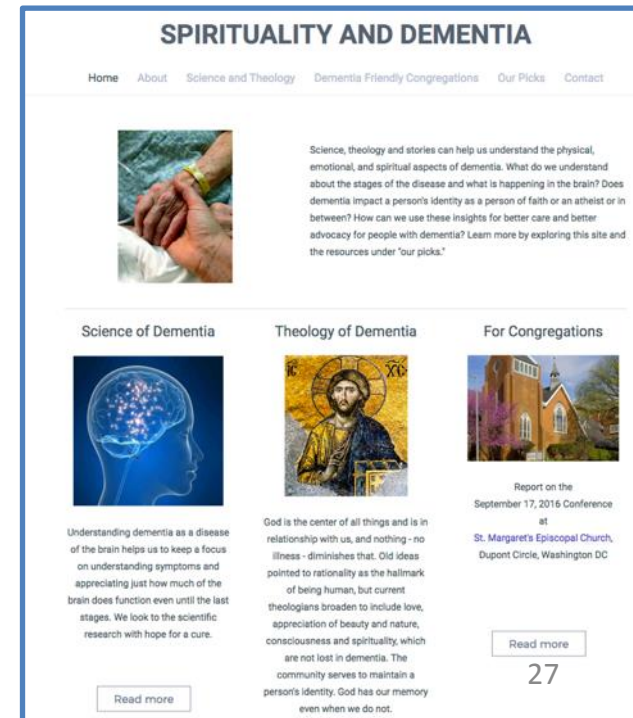 SPIRITUALITY AND DEMENTIA
Home About Science and Theology Dementia Friendly Congregations Our Picks Contact
Science, theology and stories can help us understand the physical,
emotional, and spiritual aspects of dementia. What do we understand
about the stages of the disease and what is happening in the brain? Does
dementia impact a person's identity as a person of faith or an atheist or in
between? How can we use these insights for better care and better
advocacy for people with dementia? Learn more by exploring this site and
the resources under "our picks."
Science of Dementia
Understanding dementia as a disease
of the brain helps us to keep a focus
on understanding symptoms and
appreciating just how much of the
brain does function even until the last
stages. We look to the scientific
research with hope for a cure.
Read more
Theology of Dementia
IC XC
God is the center of all things and is in
relationship with us, and nothing - no
illness - diminishes that. Old ideas
pointed to rationality as the hallmark
of being human, but current
theologians broaden to include love,
appreciation of beauty and nature,
consciousness and spirituality, which
are not lost in dementia. The
community serves to maintain a
person's identity. God has our memory
even when we do not.
For Congregations
Report on the
September 17, 2016 Conference
at
St. Margaret's Episcopal Church,
Dupont Circle, Washington DC
Read more
27